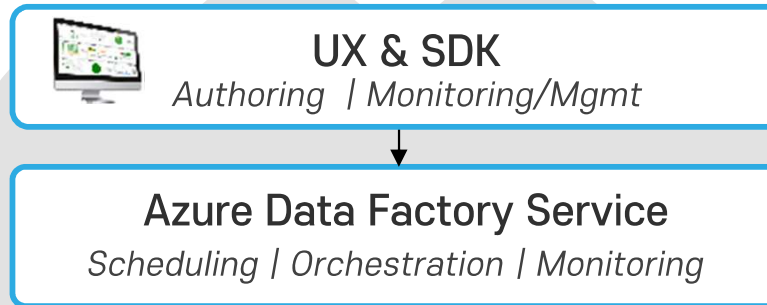 UX & SDK
Authoring | Monitoring/Mgmt
Azure Data Factory Service
Scheduling | Orchestration | Monitoring